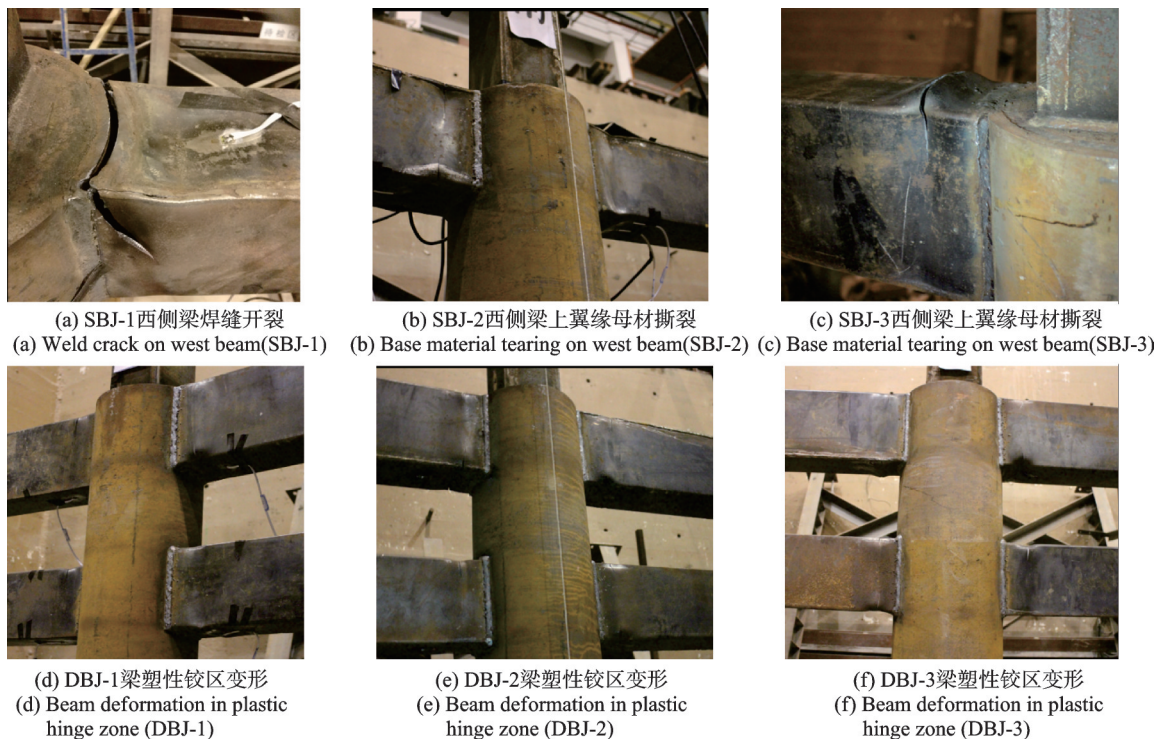 (a) SBJ-1西侧梁焊缝开裂
(a) Weld crack on west beam(SBJ-1)
(b) SBJ-2西侧梁上翼缘母材撕裂
(b) Base material tearing on west beam(SBJ-2)
(c) SBJ-3西侧梁上翼缘母材撕裂
(c) Base material tearing on west beam(SBJ-3)
(d) DBJ-1梁塑性铰区变形
(d) Beam deformation in plastic
hinge zone (DBJ-1)
(e) DBJ-2梁塑性铰区变形
(e) Beam deformation in plastic
hinge zone (DBJ-2)
(f) DBJ-3梁塑性铰区变形
(f) Beam deformation in plastic
hinge zone (DBJ-3)